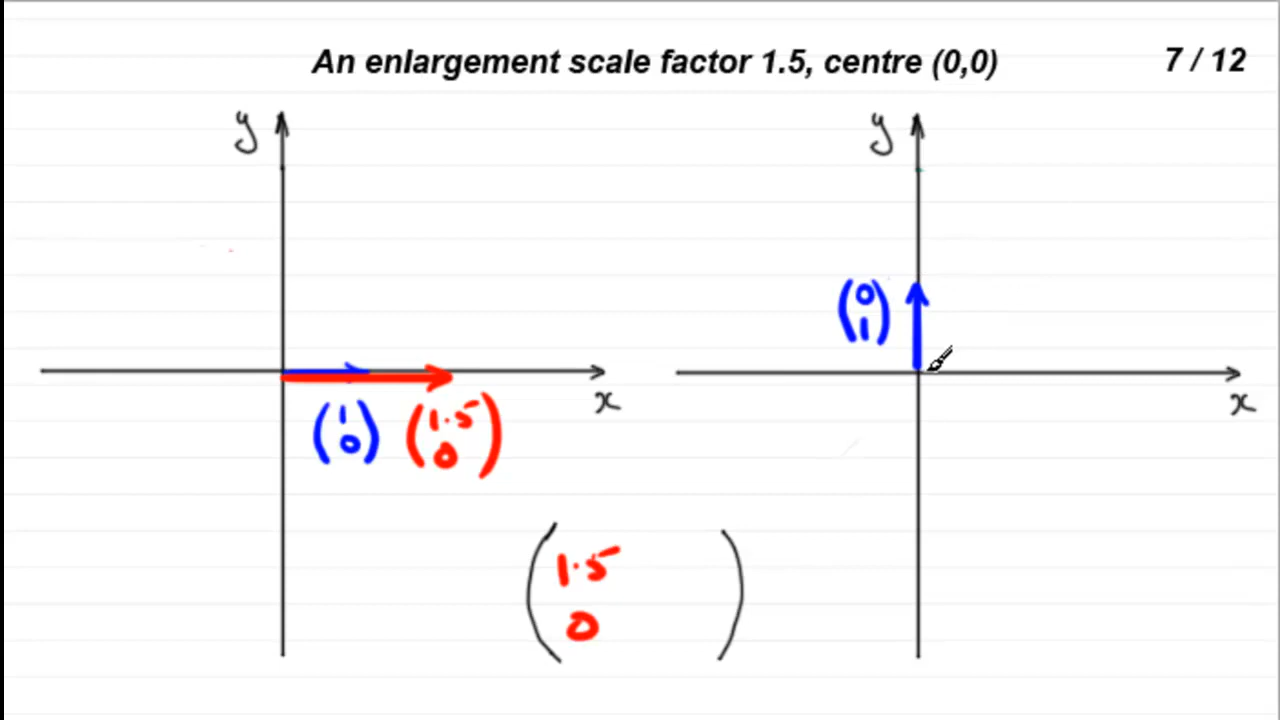 An enlargement scale factor 1.5, centre (0,0)
7 / 12
y
y
(0
1)
x
x
(1
0)
(1.5
0)
(1.5
0)